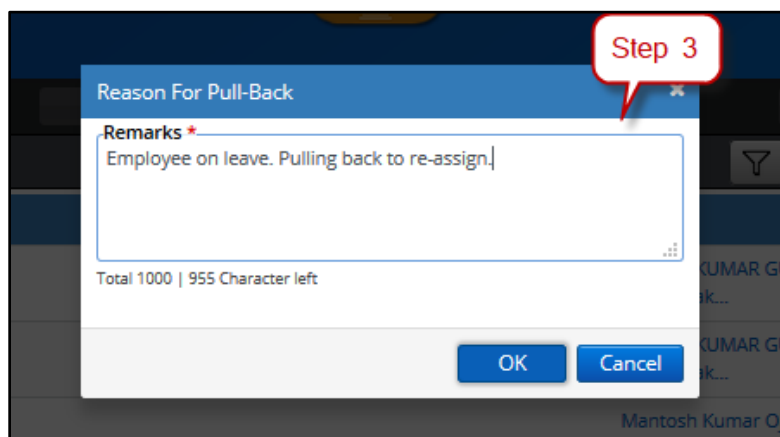 Step 3
Reason For Pull-Back
Remarks *
Employee on leave. Pulling back to re-assign.
Total 1000 | 955 Character left
OK
Cancel
KUMAR
ak...
KUMAR
ak...
Mantosh Kumar